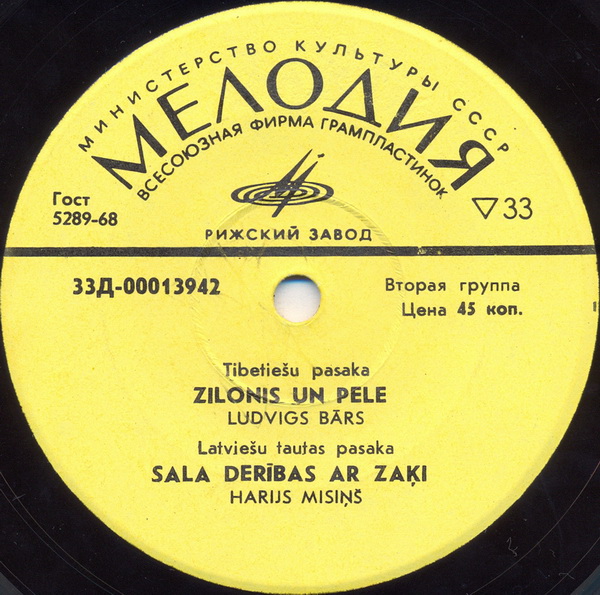 МИНИСТЕРСТВО КУЛЬТУРЫ СССР
МЕЛОДИЯ
ВСЕСОЮЗНАЯ ФИРМА ГРАМПЛАСТИНОК
Гост
5289-68
▽33
РИЖСКИЙ ЗАВОД
33Д-00013942
Вторая группа
Цена 45 коп.
Tibetiešu pasaka
ZILONIS UN PELE
LUDVIGS BĀRS
Latviešu tautas pasaka
SALA DERĪBAS AR ZAĶI
HARIJS MISIŅŠ